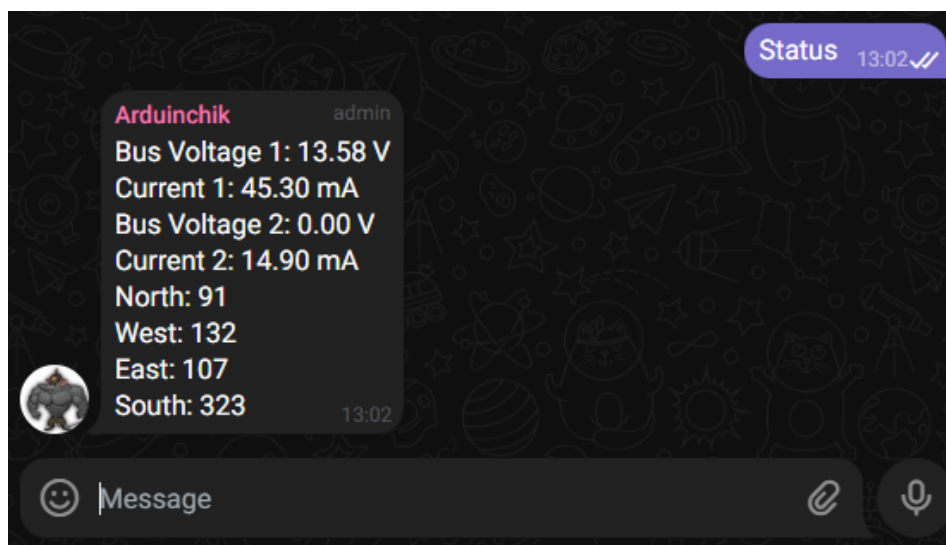 Status 13:02
Arduinchik admin
Bus Voltage 1: 13.58 V
Current 1: 45.30 mA
Bus Voltage 2: 0.00 V
Current 2: 14.90 mA
North: 91
West: 132
East: 107
South: 323 13:02
Message